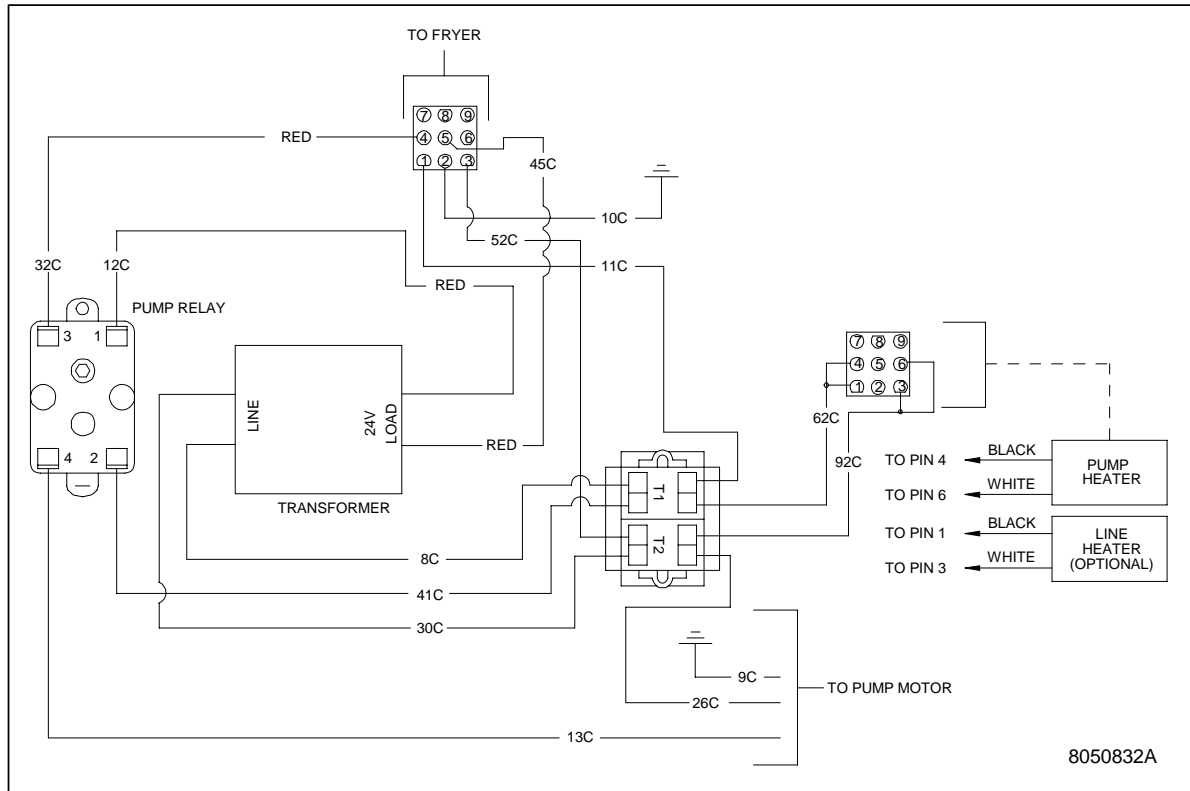 TO FRYER
7 8 9
4 5 6
1 2 3
RED
45C
10C
52C
11C
32C
12C
RED
PUMP RELAY
3 1
4 2
LINE
24V
LOAD
RED
TRANSFORMER
7 8 9
4 5 6
1 2 3
62C
92C
T1
T2
TO PIN 4
BLACK
TO PIN 6
WHITE
PUMP
HEATER
TO PIN 1
BLACK
TO PIN 3
WHITE
LINE
HEATER
(OPTIONAL)
8C
41C
30C
9C
26C
13C
TO PUMP MOTOR
8050832A